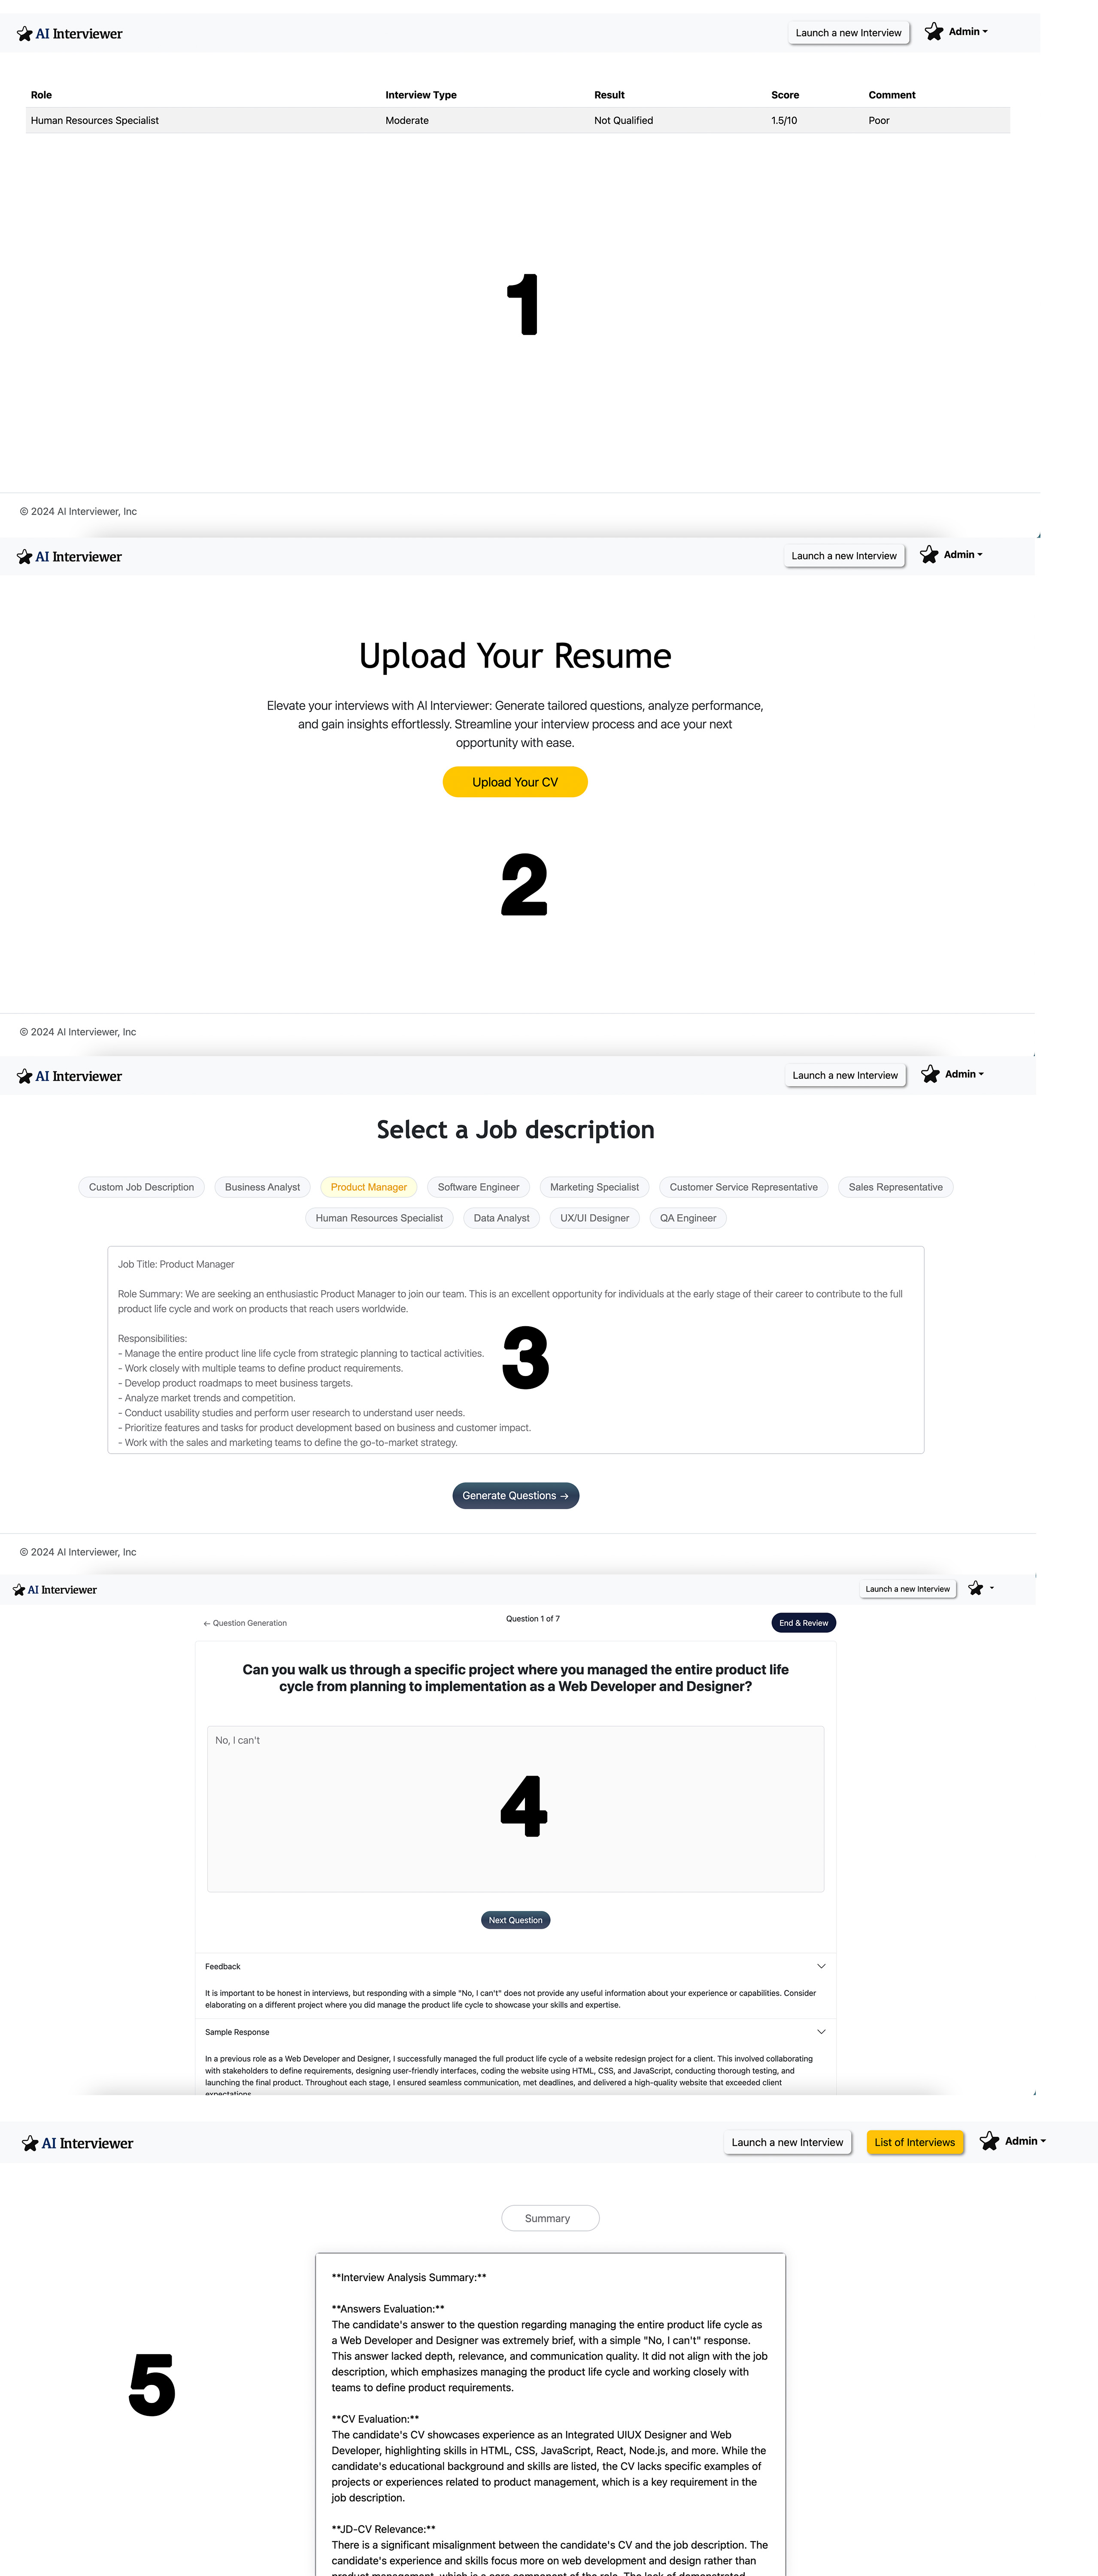 AI Interviewer
Launch a new Interview
Admin
Role Interview Type Result Score Comment
Human Resources Specialist Moderate Not Qualified 1.5/10 Poor
1
© 2024 AI Interviewer, Inc
AI Interviewer
Launch a new Interview
Admin
Upload Your Resume
Elevate your interviews with AI Interviewer: Generate tailored questions, analyze performance,
and gain insights effortlessly. Streamline your interview process and ace your next
opportunity with ease.
Upload Your CV
2
© 2024 AI Interviewer, Inc
AI Interviewer
Launch a new Interview
Admin
Select a Job description
Custom Job Description Business Analyst Product Manager Software Engineer Marketing Specialist Customer Service Representative Sales Representative
Human Resources Specialist Data Analyst UX/UI Designer QA Engineer
Job Title: Product Manager
Role Summary: We are seeking an enthusiastic Product Manager to join our team. This is an excellent opportunity for individuals at the early stage of their career to contribute to the full
product life cycle and work on products that reach users worldwide.
Responsibilities:
- Manage the entire product line life cycle from strategic planning to tactical activities.
- Work closely with multiple teams to define product requirements.
- Develop product roadmaps to meet business targets.
- Analyze market trends and competition.
- Conduct usability studies and perform user research to understand user needs.
- Prioritize features and tasks for product development based on business and customer impact.
- Work with the sales and marketing teams to define the go-to-market strategy.
3
Generate Questions →
© 2024 AI Interviewer, Inc
AI Interviewer
Launch a new Interview
← Question Generation
Question 1 of 7
End & Review
Can you walk us through a specific project where you managed the entire product life
cycle from planning to implementation as a Web Developer and Designer?
No, I can't
4
Next Question
Feedback
It is important to be honest in interviews, but responding with a simple "No, I can't" does not provide any useful information about your experience or capabilities. Consider
elaborating on a different project where you did manage the product life cycle to showcase your skills and expertise.
Sample Response
In a previous role as a Web Developer and Designer, I successfully managed the full product life cycle of a website redesign project for a client. This involved collaborating
with stakeholders to define requirements, designing user-friendly interfaces, coding the website using HTML, CSS, and JavaScript, conducting thorough testing, and
launching the final product. Throughout each stage, I ensured seamless communication, met deadlines, and delivered a high-quality website that exceeded client
expectations.
AI Interviewer
Launch a new Interview
List of Interviews
Admin
Summary
5
**Interview Analysis Summary:**
**Answers Evaluation:**
The candidate's answer to the question regarding managing the entire product life cycle as
a Web Developer and Designer was extremely brief, with a simple "No, I can't" response.
This answer lacked depth, relevance, and communication quality. It did not align with the job
description, which emphasizes managing the product life cycle and working closely with
teams to define product requirements.
**CV Evaluation:**
The candidate's CV showcases experience as an Integrated UIUX Designer and Web
Developer, highlighting skills in HTML, CSS, JavaScript, React, Node.js, and more. While the
candidate's educational background and skills are listed, the CV lacks specific examples of
projects or experiences related to product management, which is a key requirement in the
job description.
**JD-CV Relevance:**
There is a significant misalignment between the candidate's CV and the job description. The
candidate's experience and skills focus more on web development and design rather than
product management, which is a core component of the role. The lack of demonstrated